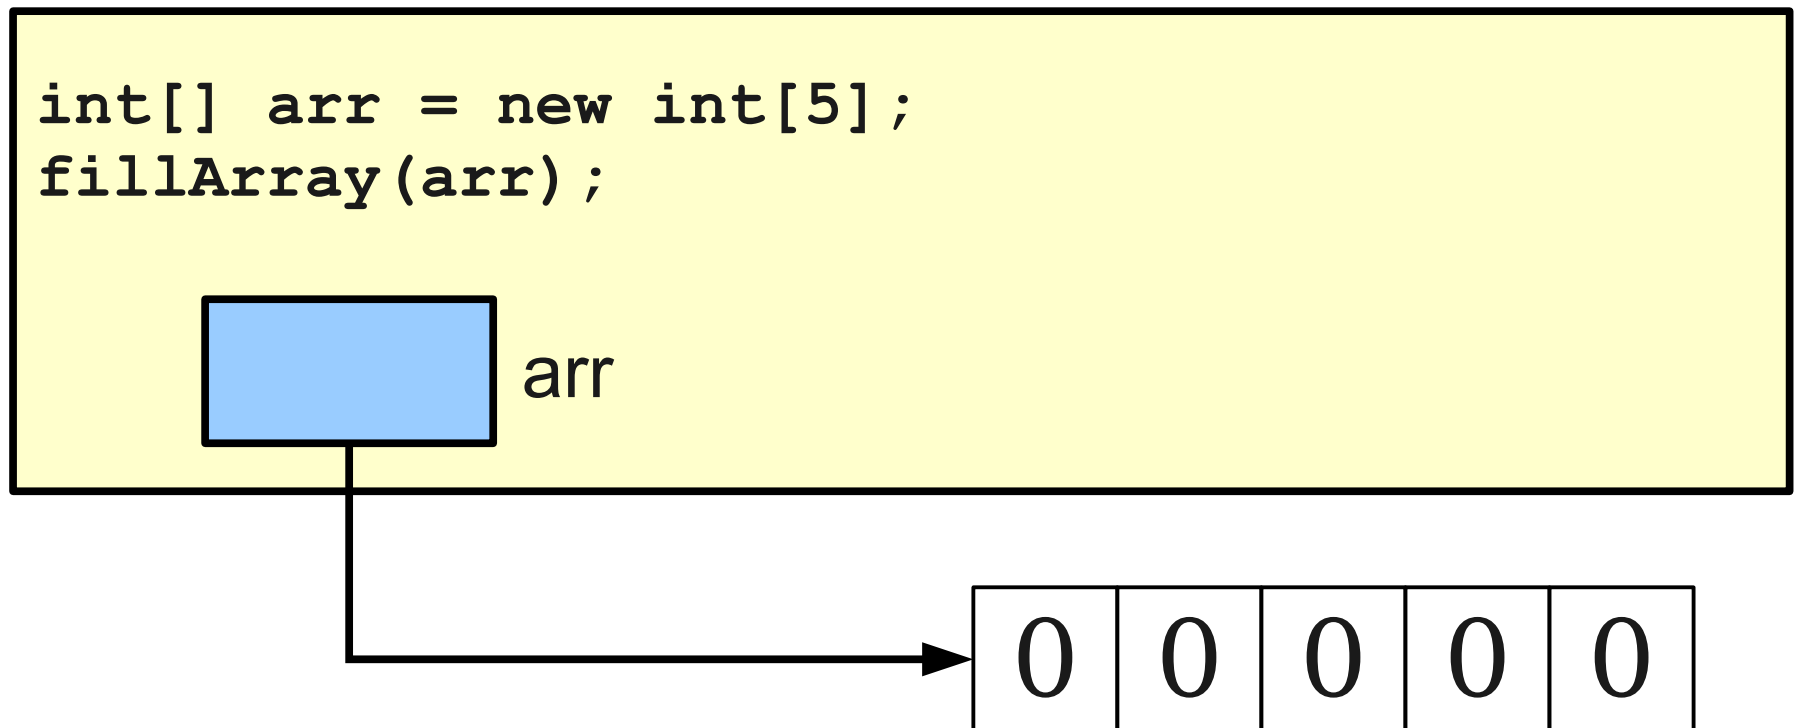 int[] arr = new int[5];
fillArray(arr);
arr
0 0 0 0 0